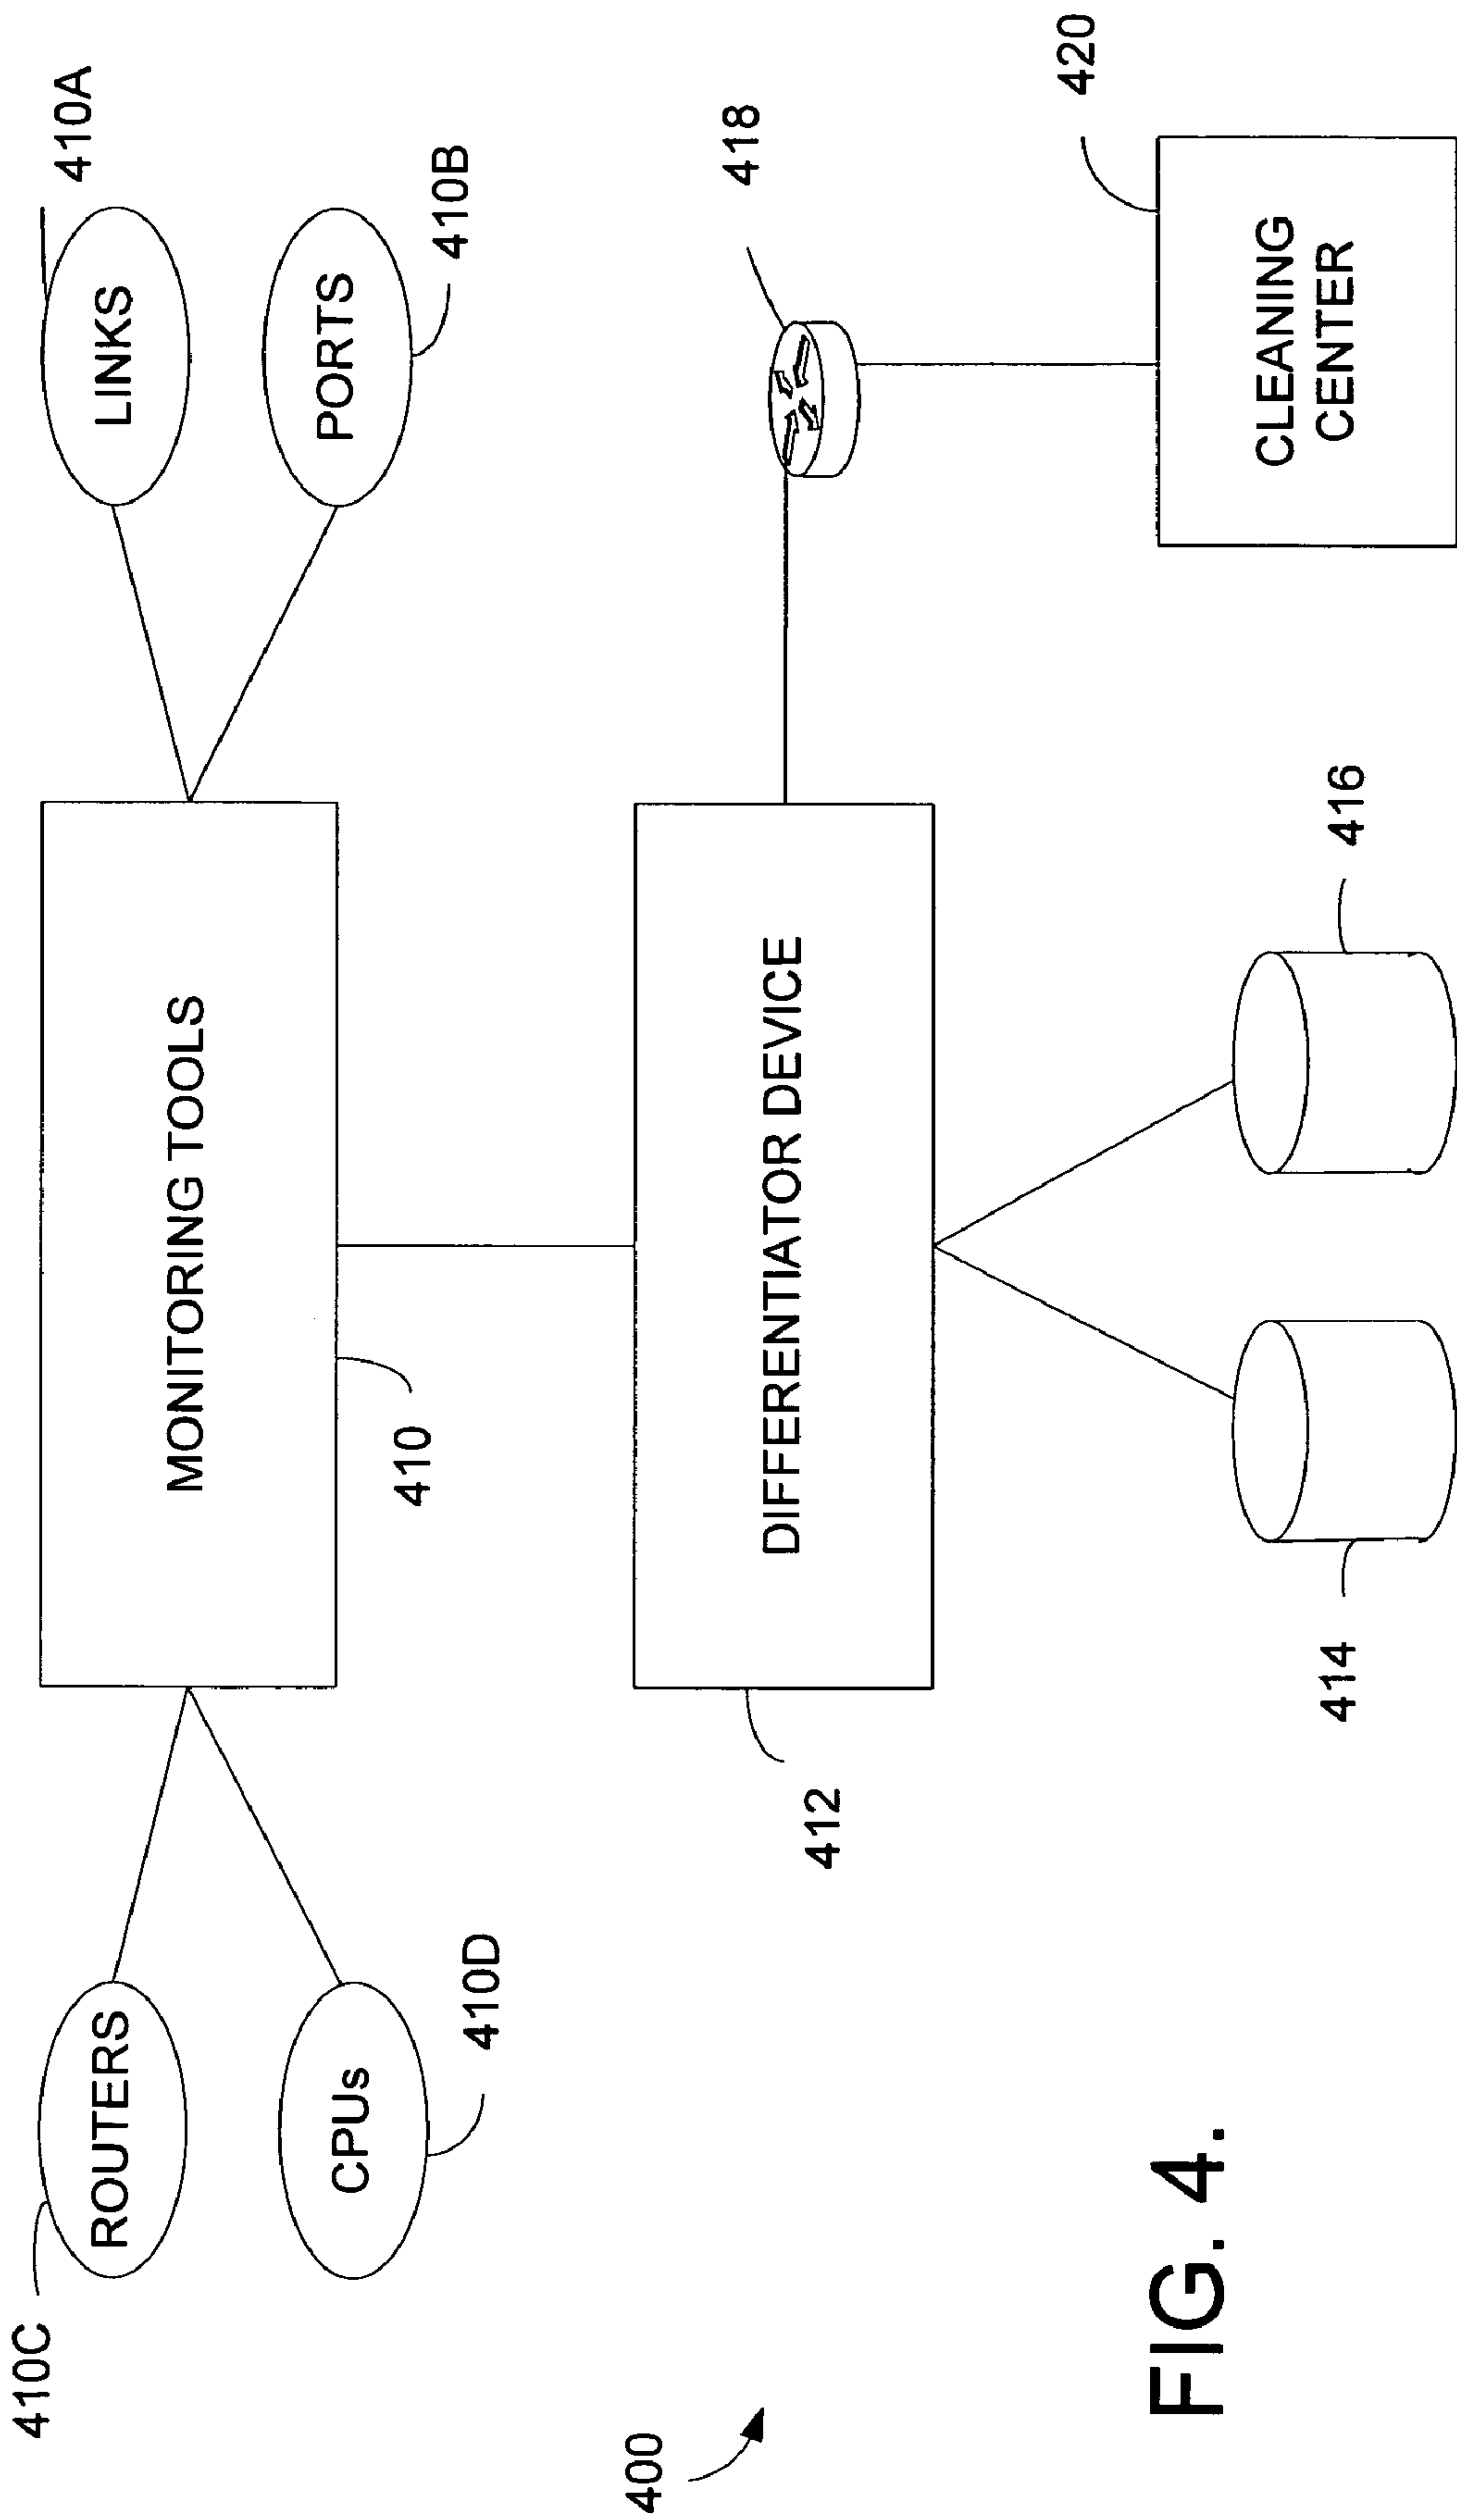 410C
ROUTERS
CPUs
410D
MONITORING TOOLS
410
410A
LINKS
PORTS
410B
400
412
DIFFERENTIATOR DEVICE
418
414
416
420
CLEANING
CENTER
FIG. 4.